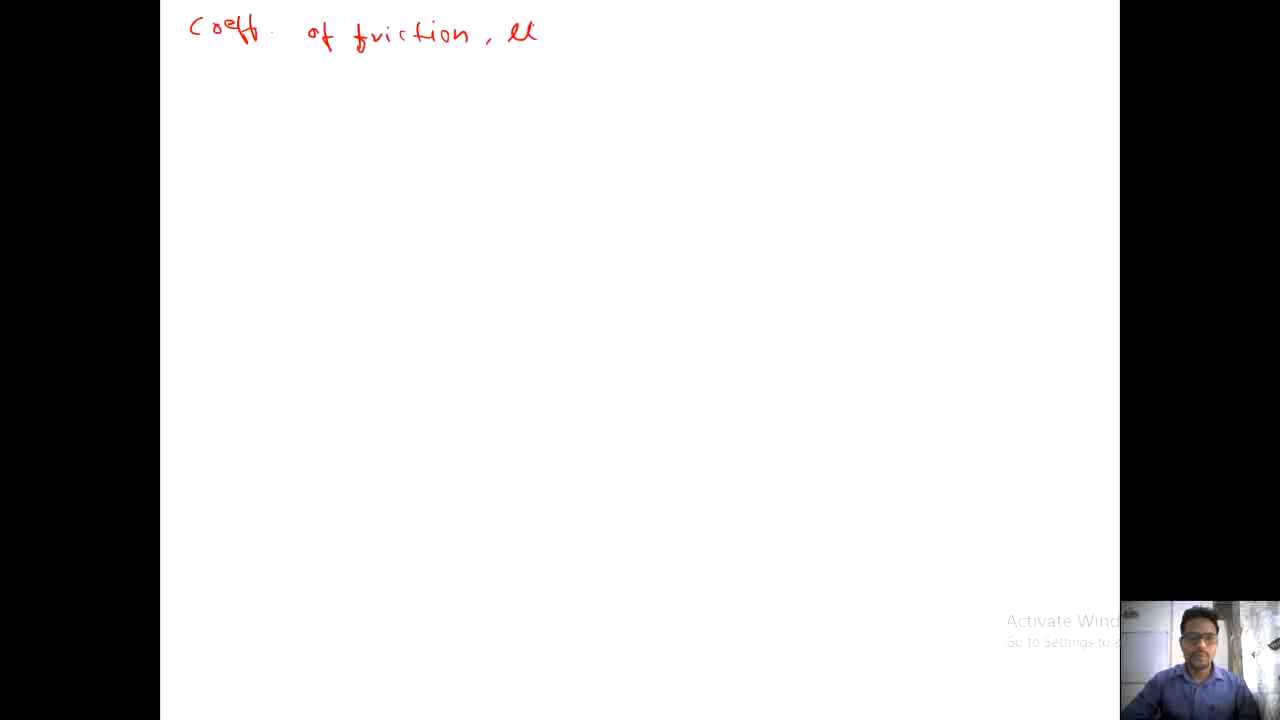 Coeff. of friction, μ
Activate Wind
Go to Settings to a